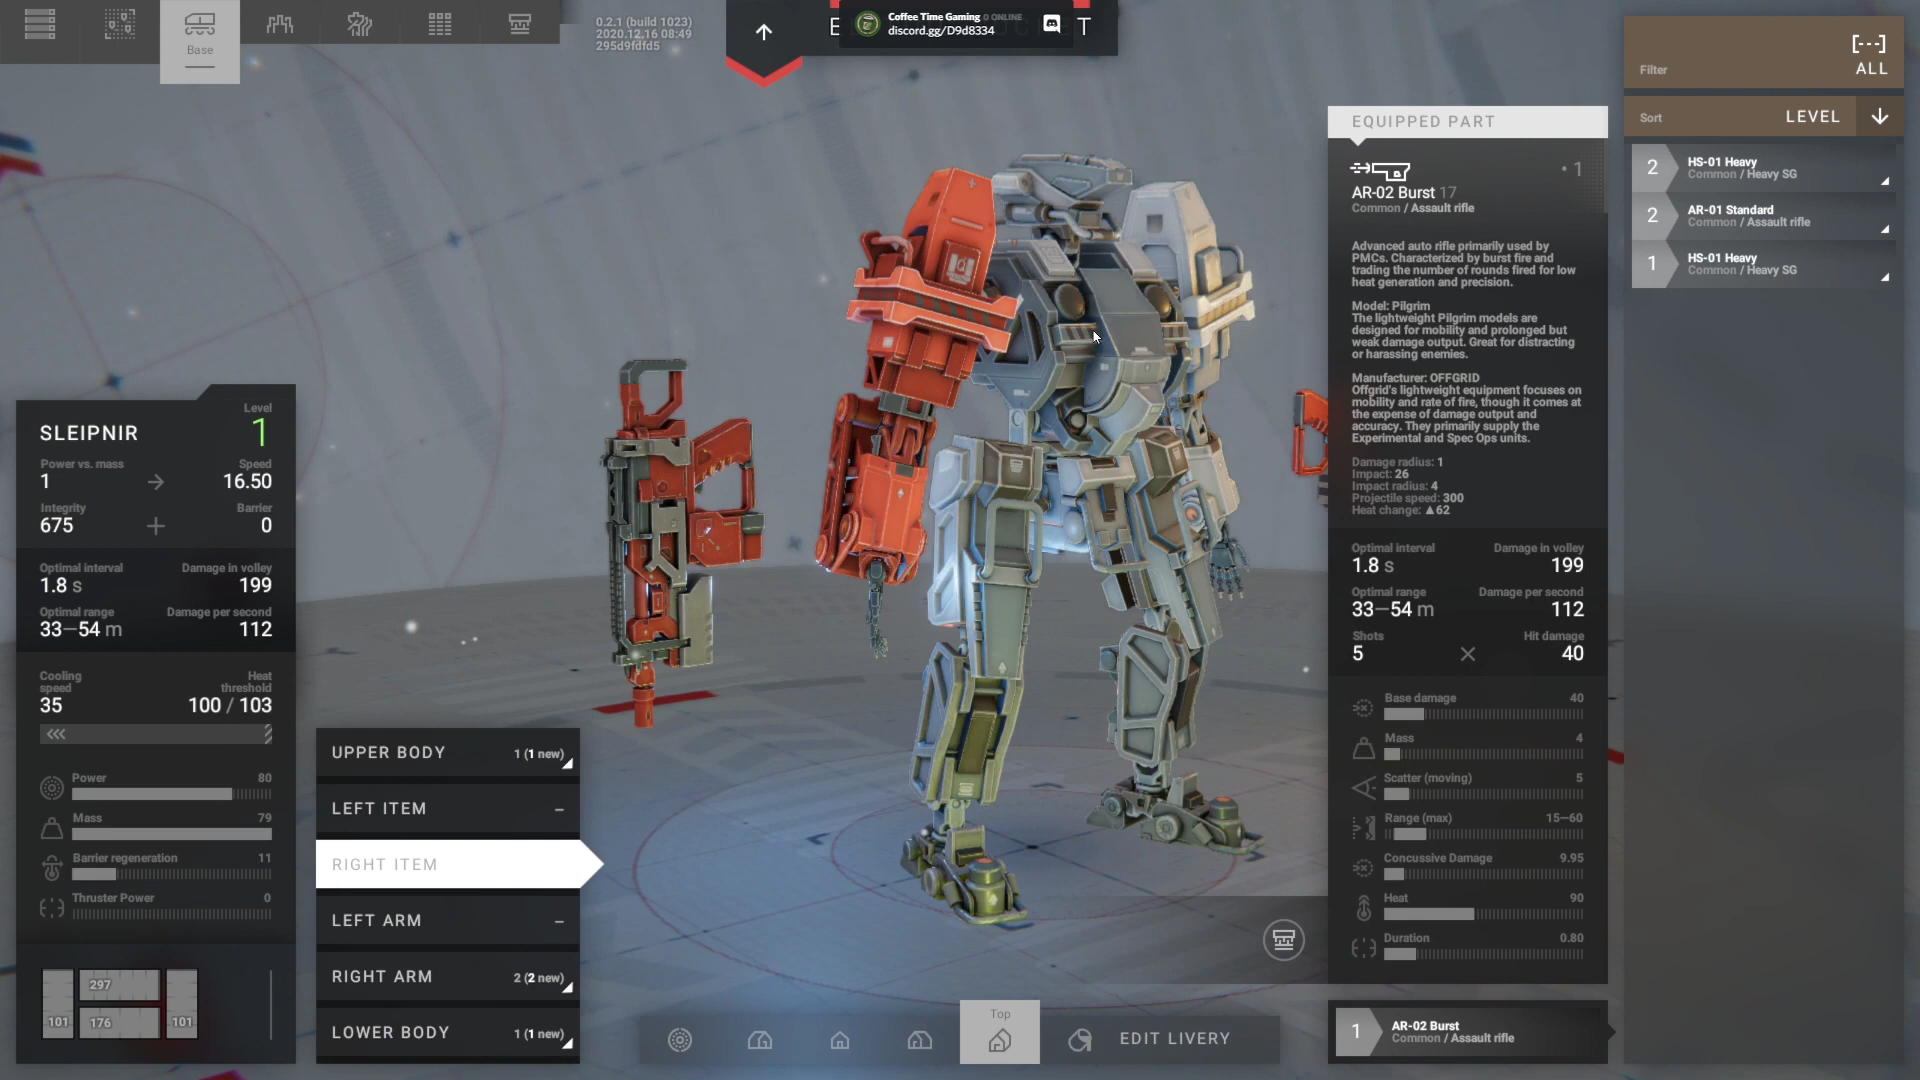 Base
0.2.1 (build 1023)
2020.12.16 08:49
295d9fdfd5
E
Coffee Time Gaming 0 ONLINE
discord.gg/D9d8334
T
Filter
[---]
ALL
Sort
LEVEL
2
HS-01 Heavy
Common / Heavy SG
2
AR-01 Standard
Common / Assault rifle
1
HS-01 Heavy
Common / Heavy SG
EQUIPPED PART
• 1
AR-02 Burst 17
Common / Assault rifle
Advanced auto rifle primarily used by
PMCs. Characterized by burst fire and
trading the number of rounds fired for low
heat generation and precision.
Model: Pilgrim
The lightweight Pilgrim models are
designed for mobility and prolonged but
weak damage output. Great for distracting
or harassing enemies.
Manufacturer: OFFGRID
Offgrid's lightweight equipment focuses on
mobility and rate of fire, though it comes at
the expense of damage output and
accuracy. They primarily supply the
Experimental and Spec Ops units.
Damage radius: 1
Impact: 26
Impact radius: 4
Projectile speed: 300
Heat change: ▲62
Optimal interval
Damage in volley
1.8 s
199
Optimal range
Damage per second
33—54 m
112
Shots
Hit damage
5
40
Base damage 40
Mass 4
Scatter (moving) 5
Range (max) 15—60
Concussive Damage 9.95
Heat 90
Duration 0.80
1
AR-02 Burst
Common / Assault rifle
SLEIPNIR
Level
1
Power vs. mass
Speed
1
16.50
Integrity
Barrier
675
0
Optimal interval
Damage in volley
1.8 s
199
Optimal range
Damage per second
33—54 m
112
Cooling
speed
Heat
threshold
35
100 / 103
Power 80
Mass 79
Barrier regeneration 11
Thruster Power 0
297
101
176
101
UPPER BODY 1 (1 new)
LEFT ITEM –
RIGHT ITEM
LEFT ARM –
RIGHT ARM 2 (2 new)
LOWER BODY 1 (1 new)
Top
EDIT LIVERY